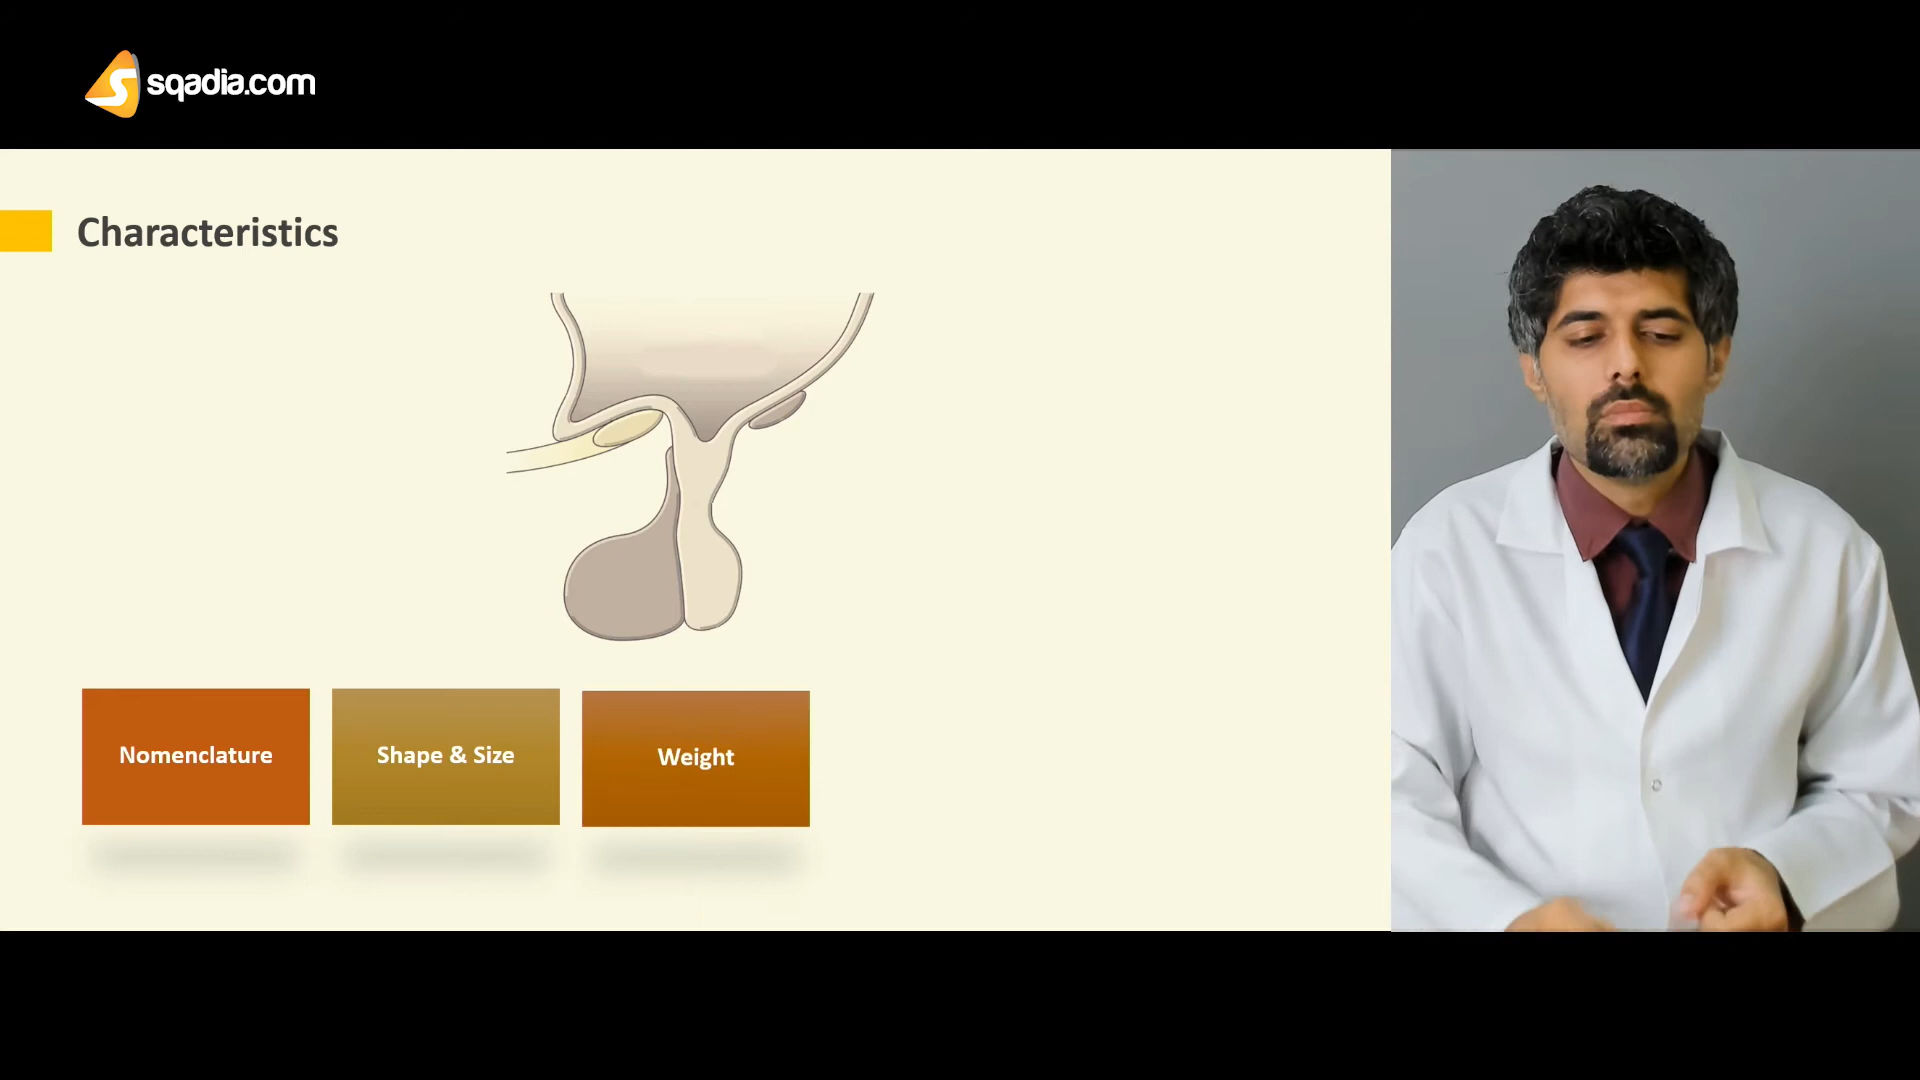 sqadia.com
Characteristics
Nomenclature
Shape & Size
Weight